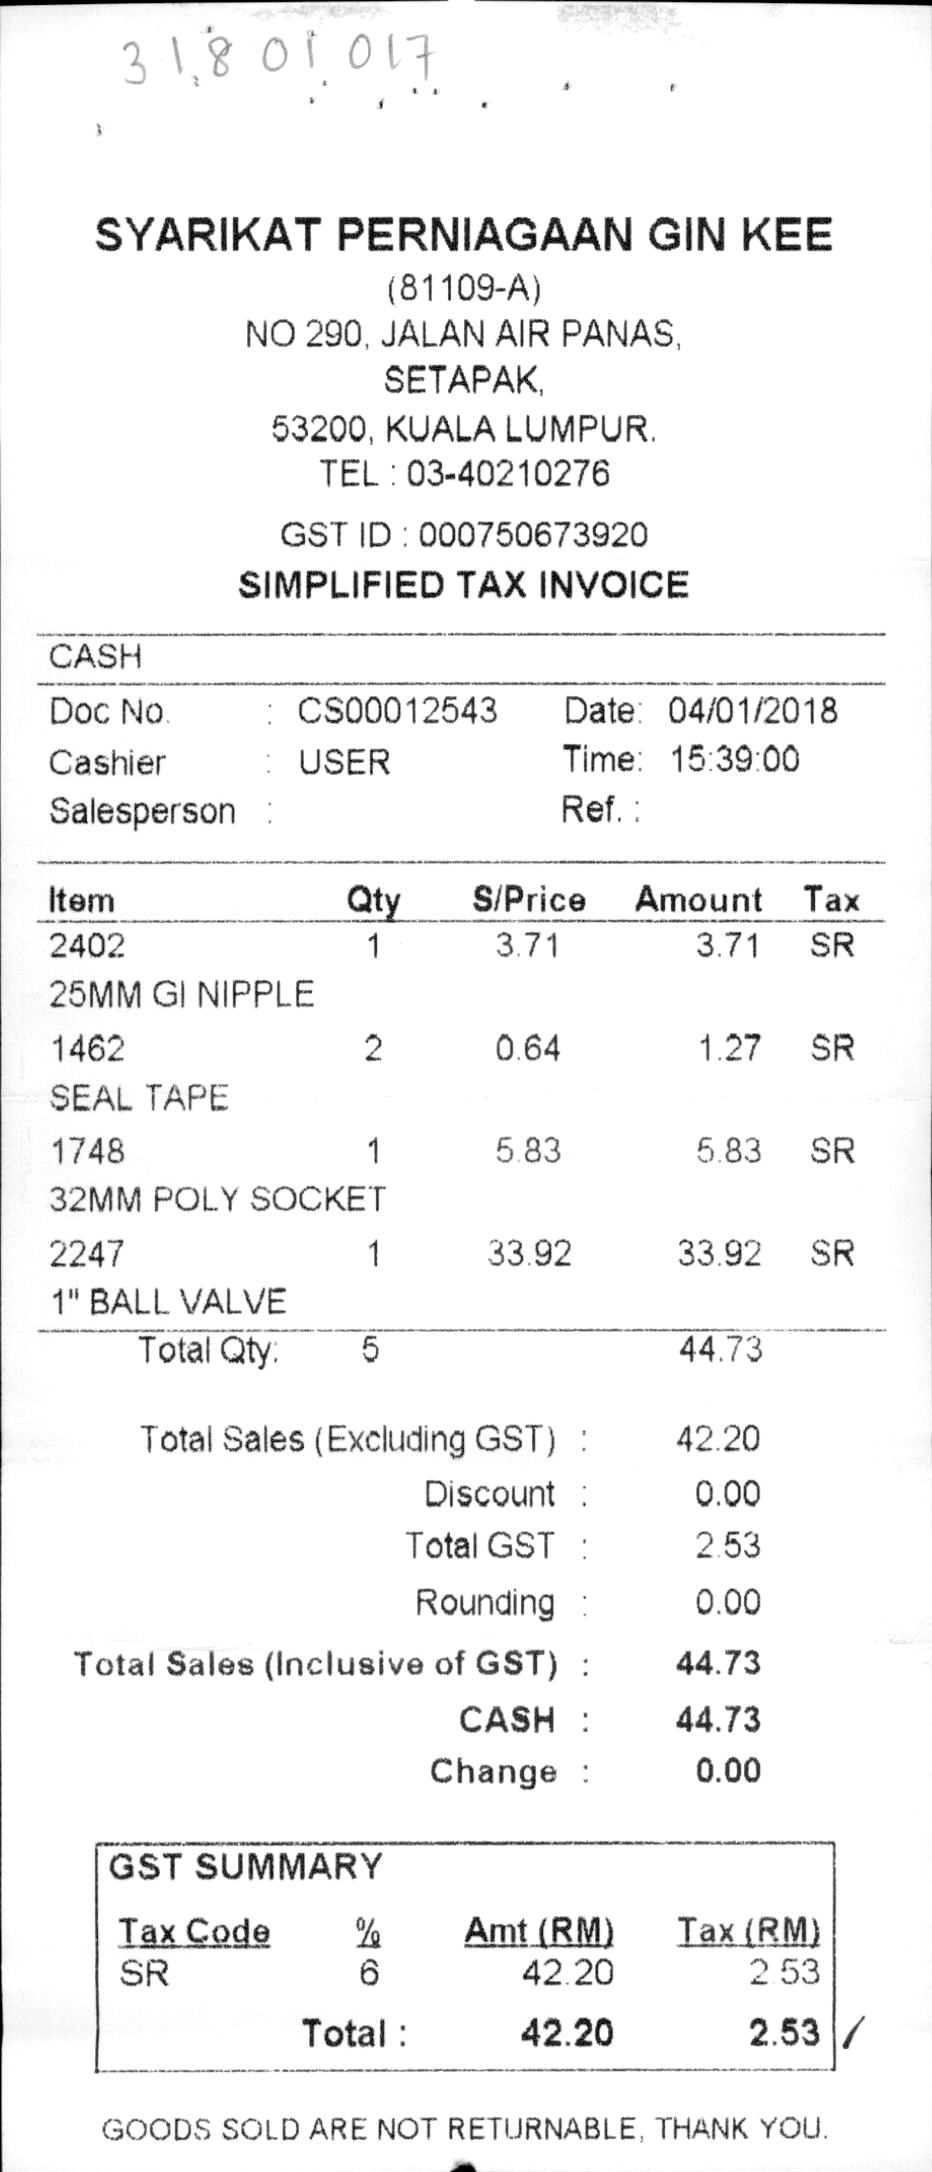 31801017
SYARIKAT PERNIAGAAN GIN KEE
(81109-A)
NO 290, JALAN AIR PANAS,
SETAPAK,
53200, KUALA LUMPUR.
TEL : 03-40210276
GST ID : 000750673920
SIMPLIFIED TAX INVOICE
CASH
Doc No. : CS00012543 Date: 04/01/2018
Cashier : USER Time: 15:39:00
Salesperson : Ref. :
Item Qty S/Price Amount Tax
2402 1 3.71 3.71 SR
25MM GI NIPPLE
1462 2 0.64 1.27 SR
SEAL TAPE
1748 1 5.83 5.83 SR
32MM POLY SOCKET
2247 1 33.92 33.92 SR
1" BALL VALVE
Total Qty: 5 44.73
Total Sales (Excluding GST) : 42.20
Discount : 0.00
Total GST : 2.53
Rounding : 0.00
Total Sales (Inclusive of GST) : 44.73
CASH : 44.73
Change : 0.00
GST SUMMARY
Tax Code % Amt (RM) Tax (RM)
SR 6 42.20 2.53
Total : 42.20 2.53
GOODS SOLD ARE NOT RETURNABLE, THANK YOU.